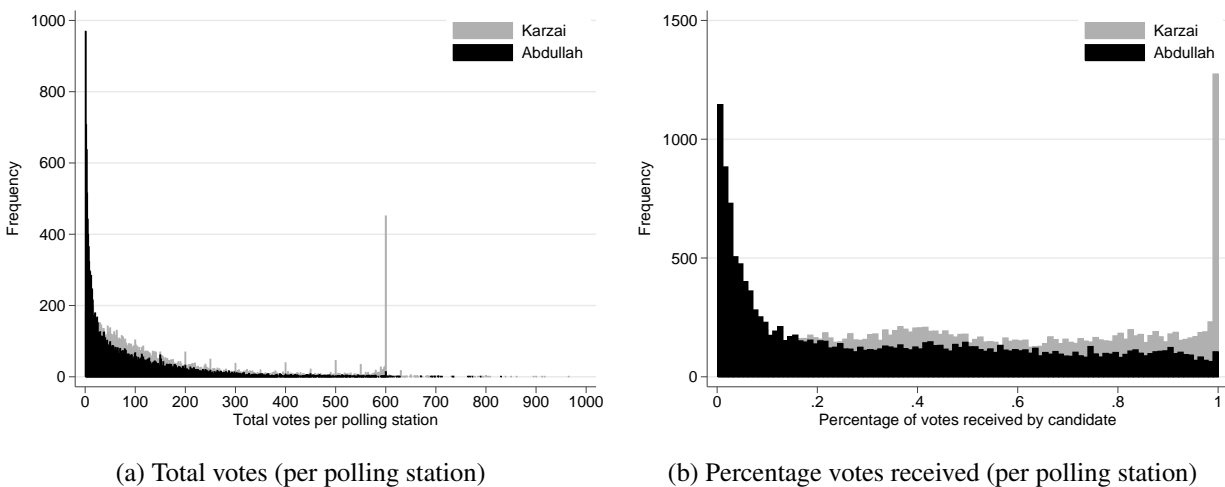 1000
800
600
400
200
0
Frequency
0 100 200 300 400 500 600 700 800 900 1000
Total votes per polling station
Karzai
Abdullah
(a) Total votes (per polling station)
1500
1000
500
0
Frequency
0 .2 .4 .6 .8 1
Percentage of votes received by candidate
Karzai
Abdullah
(b) Percentage votes received (per polling station)